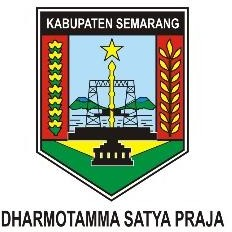 KABUPATEN SEMARANG
DHARMOTAMMA SATYA PRAJA